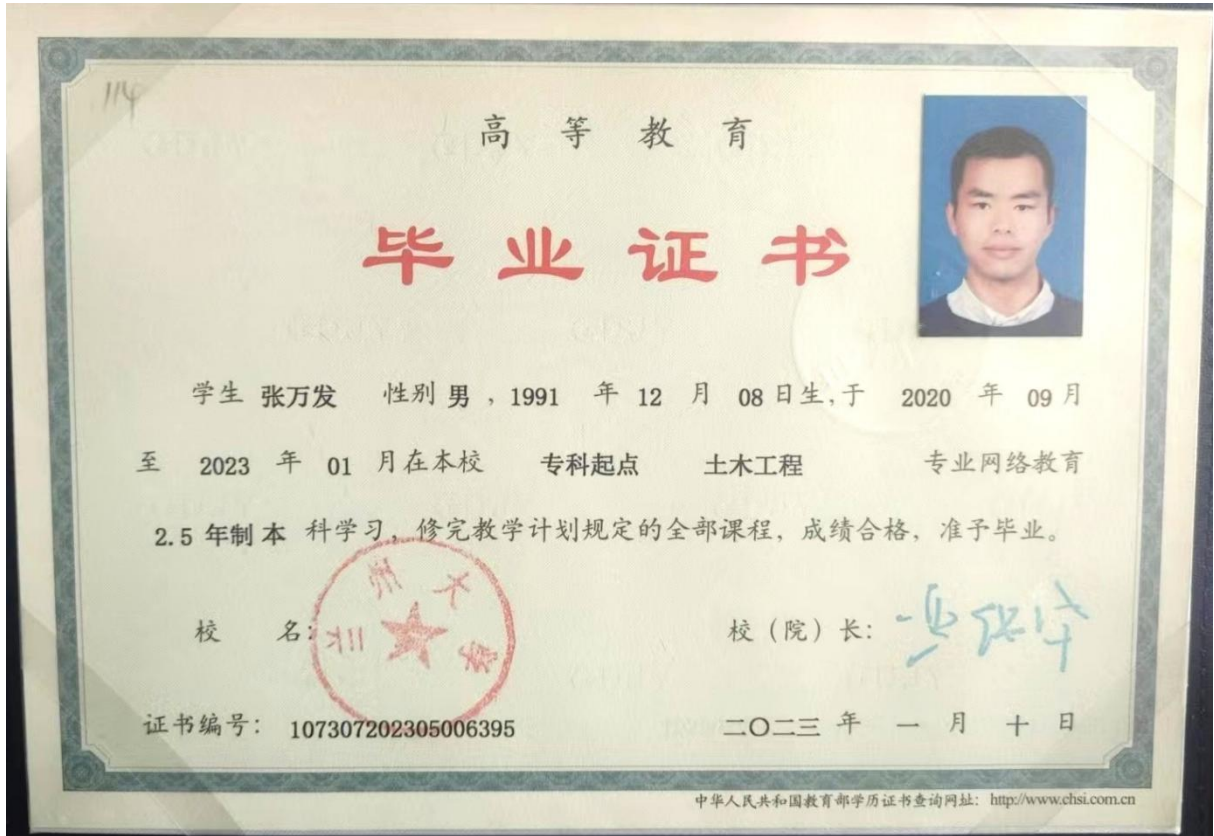 114
高等教育
毕业证书
学生 张万发 性别 男 , 1991 年 12 月 08 日生,于 2020 年 09 月
至 2023 年 01 月在本校 专科起点 土木工程 专业网络教育
2.5 年制 本 科学习, 修完教学计划规定的全部课程, 成绩合格, 准予毕业。
校 名: 校 (院) 长:
证书编号: 107307202305006395 二〇二三 年 一 月 十 日
中华人民共和国教育部学历证书查询网址: http://www.chsi.com.cn